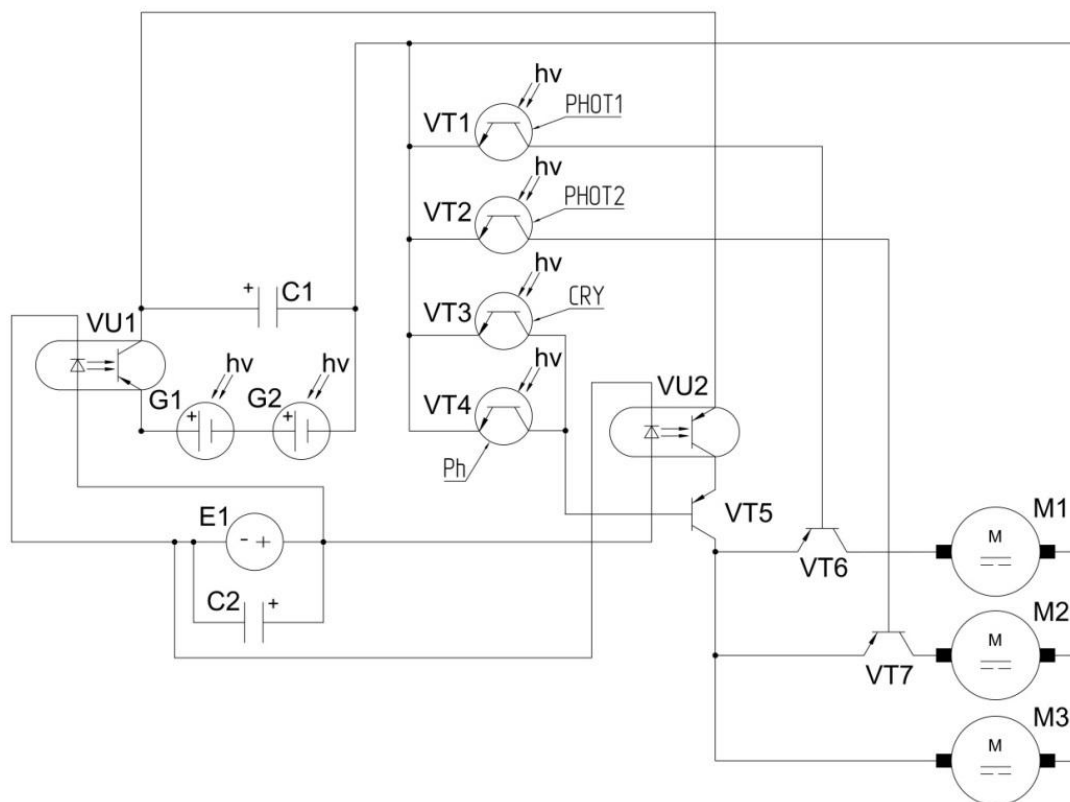 hv
VT1
PHOT1
hv
VT2
PHOT2
hv
VT3
CRY
hv
VT4
Ph
+
C1
VU1
hv
hv
G1
G2
+
+
VU2
VT5
E1
- +
C2
+
VT6
VT7
M1
M
M2
M
M3
M